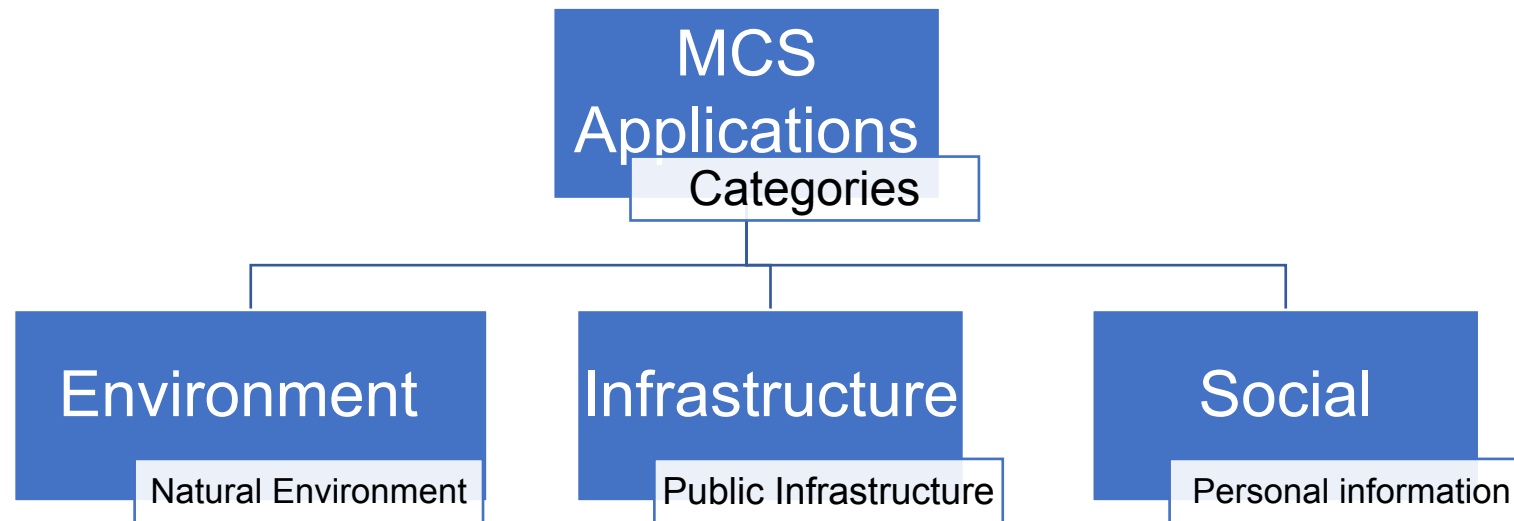 MCS
Applications
Categories
Environment
Infrastructure
Social
Natural Environment
Public Infrastructure
Personal information